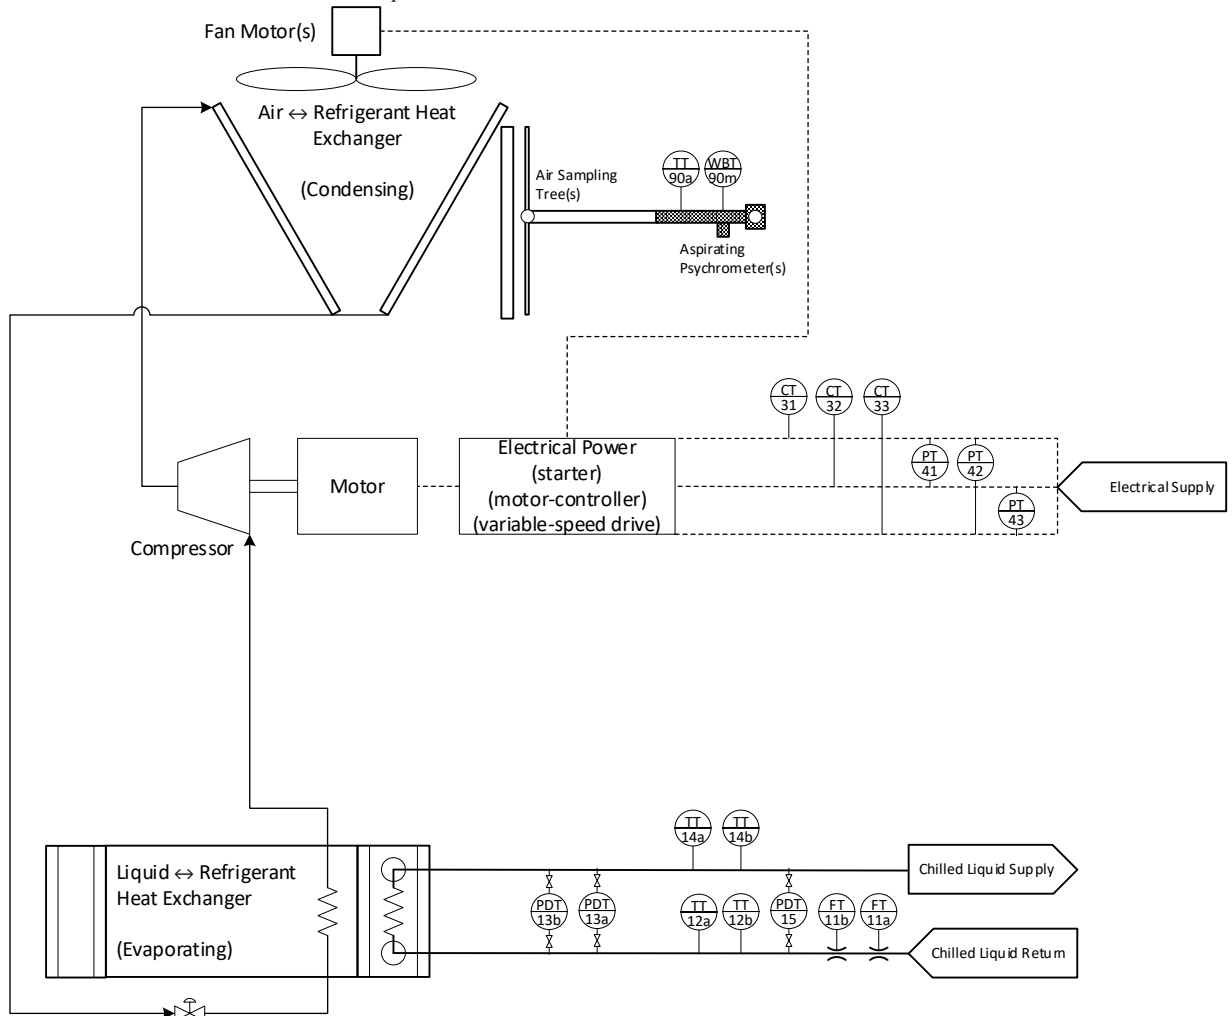 Fan Motor(s)
Air ↔ Refrigerant Heat
Exchanger
(Condensing)
Air Sampling
Tree(s)
TT
90a
WBT
90m
Aspirating
Psychrometer(s)
CT
31
CT
32
CT
33
Electrical Power
(starter)
(motor-controller)
(variable-speed drive)
Motor
Compressor
PT
41
PT
42
PT
43
Electrical Supply
TT
14a
TT
14b
Liquid ↔ Refrigerant
Heat Exchanger
(Evaporating)
Chilled Liquid Supply
PDT
13b
PDT
13a
TT
12a
TT
12b
PDT
15
FT
11b
FT
11a
Chilled Liquid Return